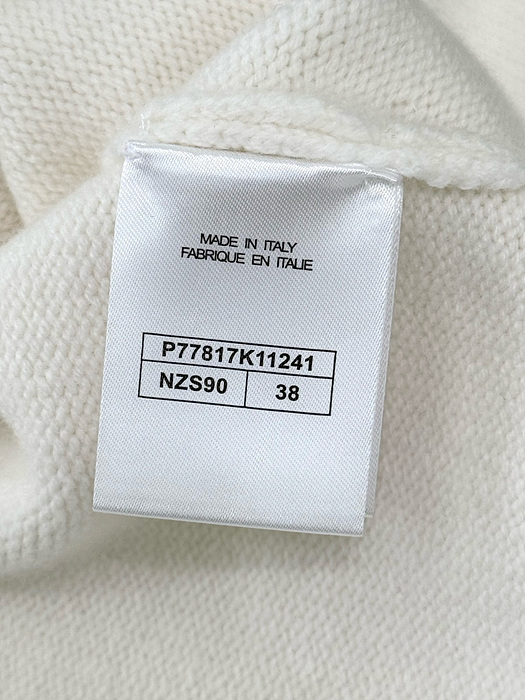 MADE IN ITALY
FABRIQUE EN ITALIE
P77817K11241
NZS90 38